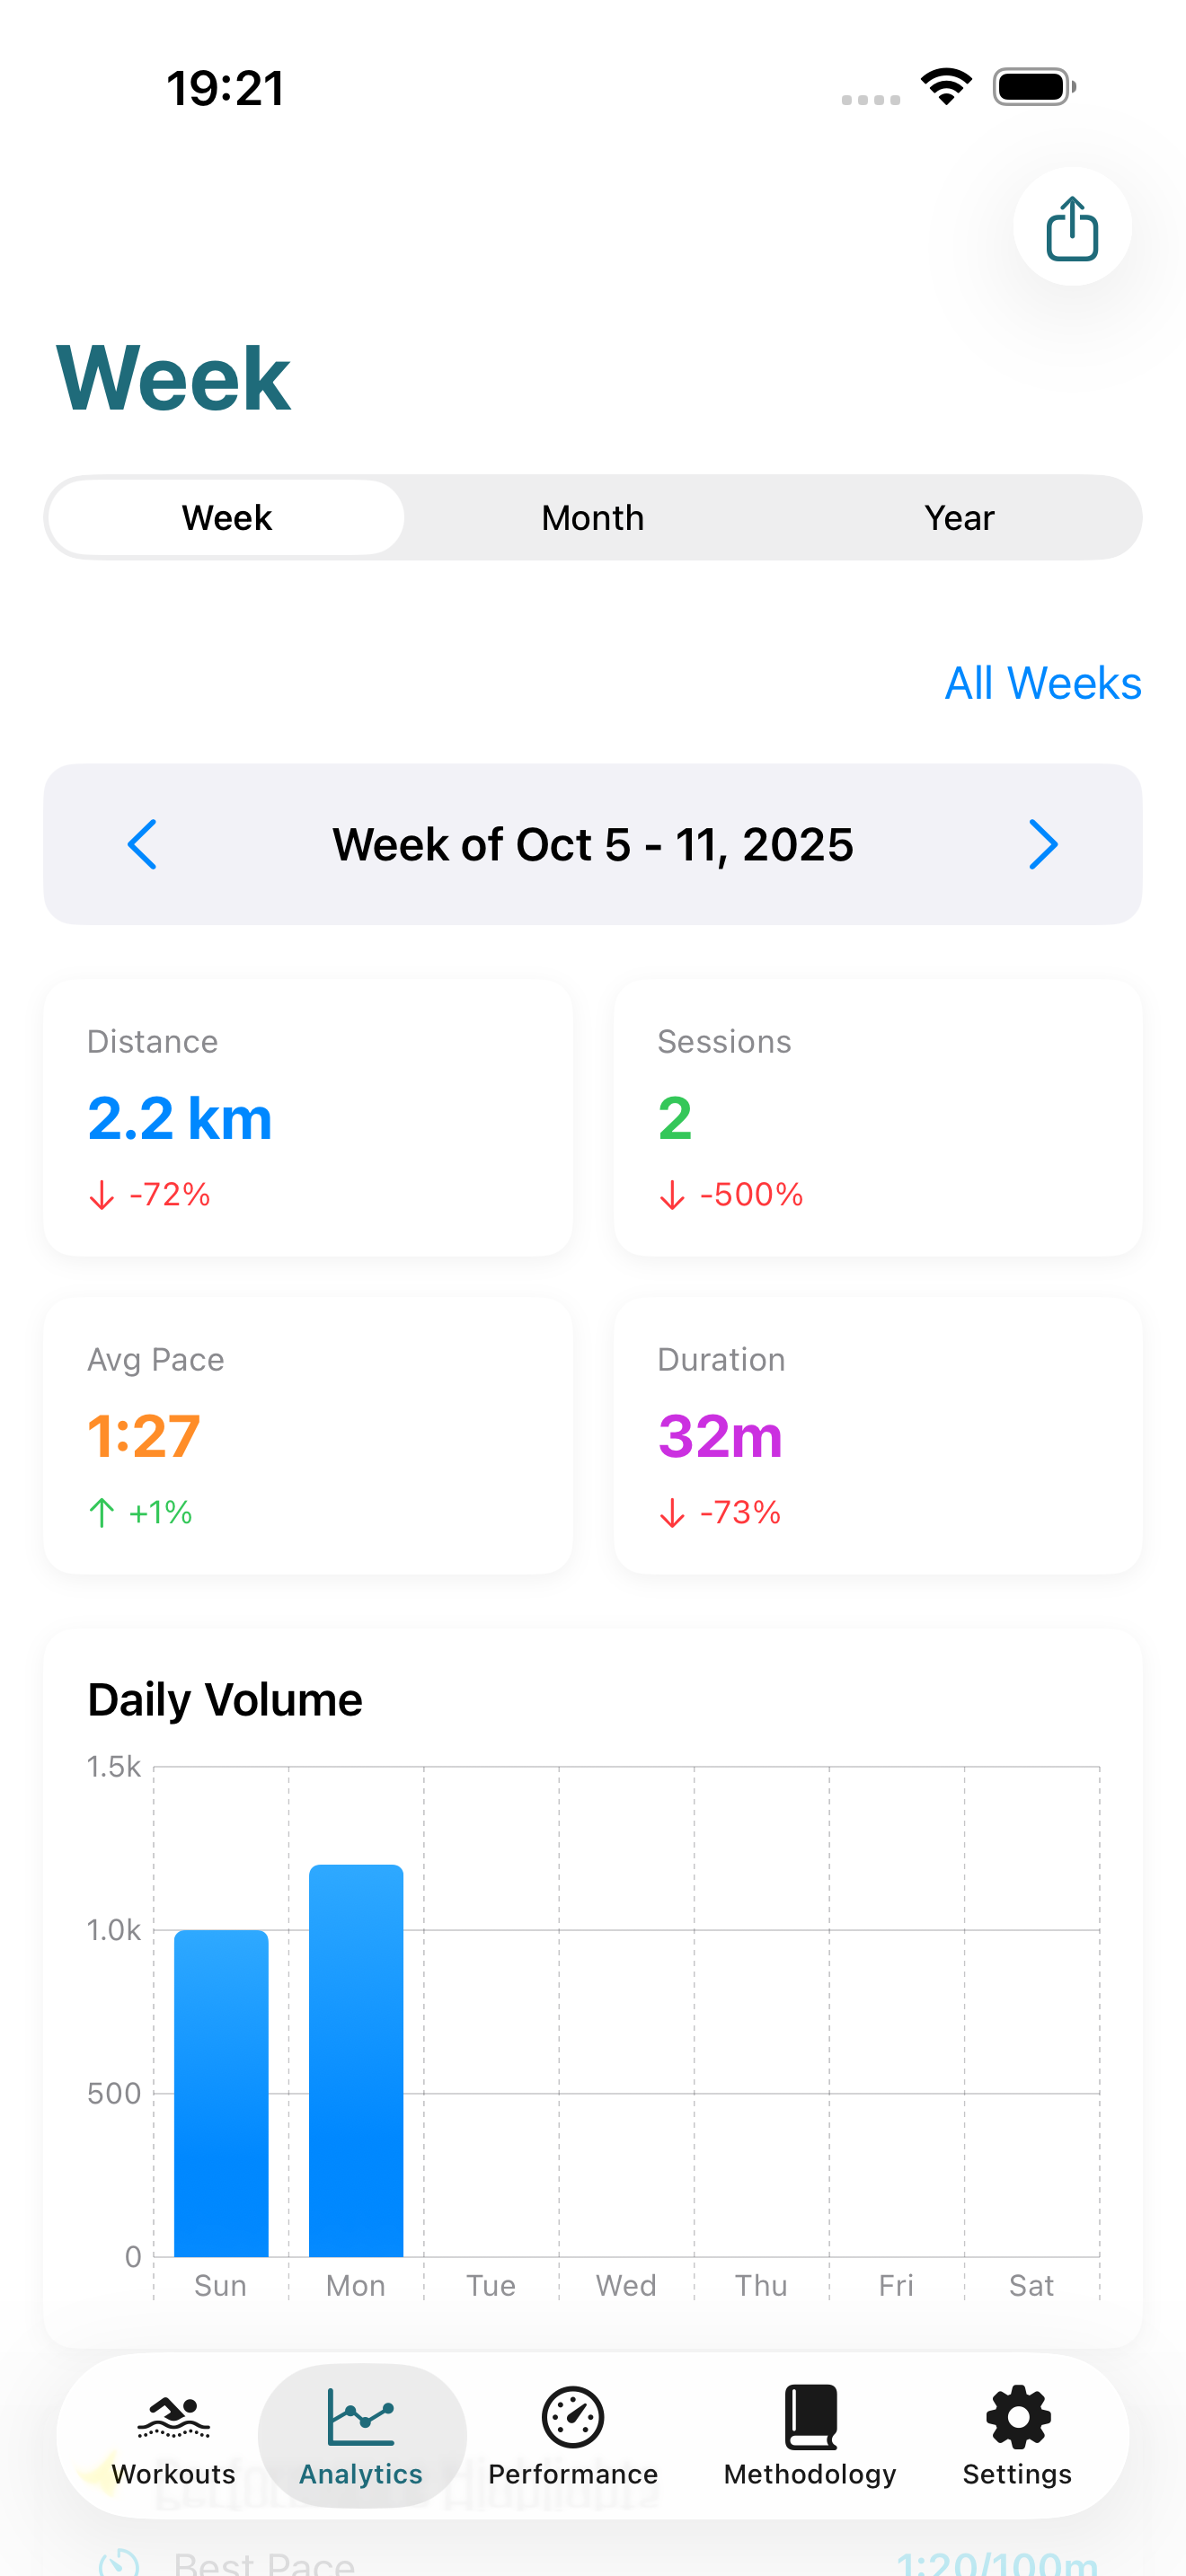 19:21
Week
Week Month Year
All Weeks
Week of Oct 5 - 11, 2025
Distance
2.2 km
↓ -72%
Sessions
2
↓ -500%
Avg Pace
1:27
↑ +1%
Duration
32m
↓ -73%
Daily Volume
1.5k
1.0k
500
0
Sun Mon Tue Wed Thu Fri Sat
Workouts Analytics Performance Methodology Settings
Best Pace 1:20/100m